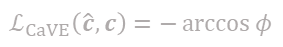 ℒ_CaVE(ĉ, c) = − arccos ϕ